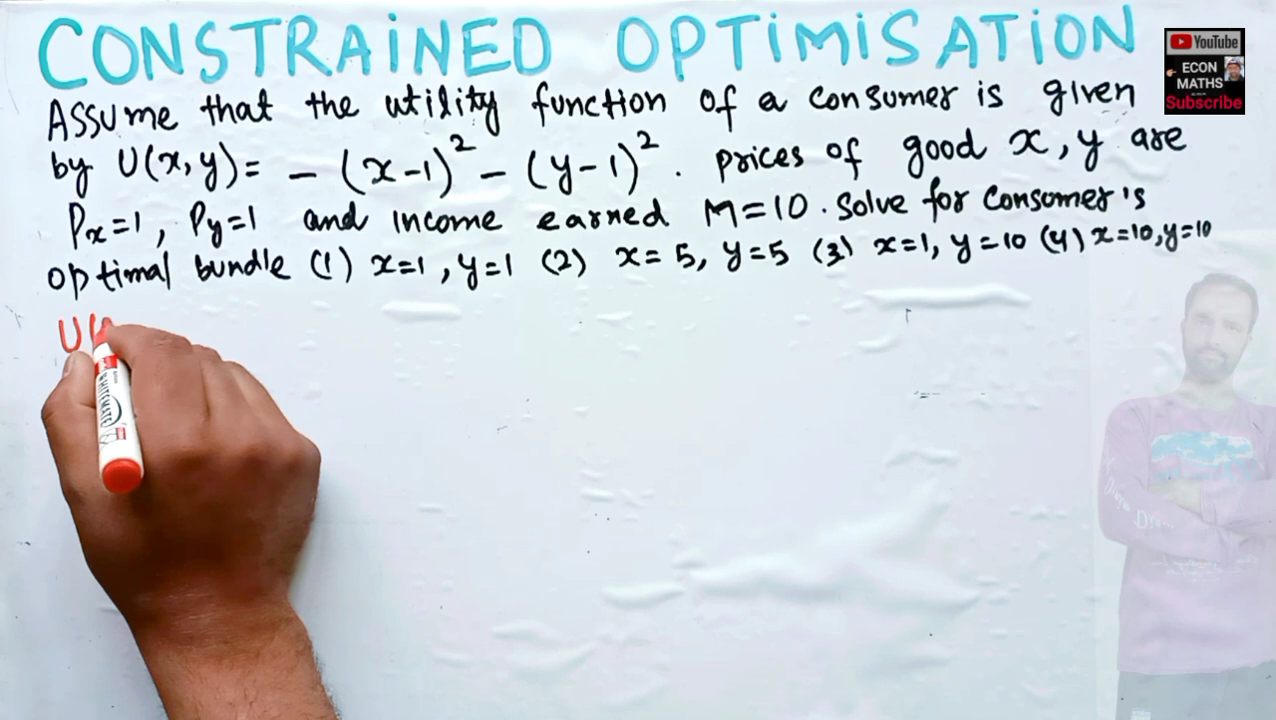 CONSTRAINED OPTIMISATION
Assume that the utility function of a consumer is given
by U(x, y) = - (x-1)² - (y-1)². Prices of good x, y are
Px=1, Py=1 and income earned M=10. Solve for Consomer's
optimal bundle (1) x=1, y=1 (2) x=5, y=5 (3) x=1, y=10 (4) x=10, y=10
U(
YouTube
ECON
MATHS
Subscribe
WHITEMATE